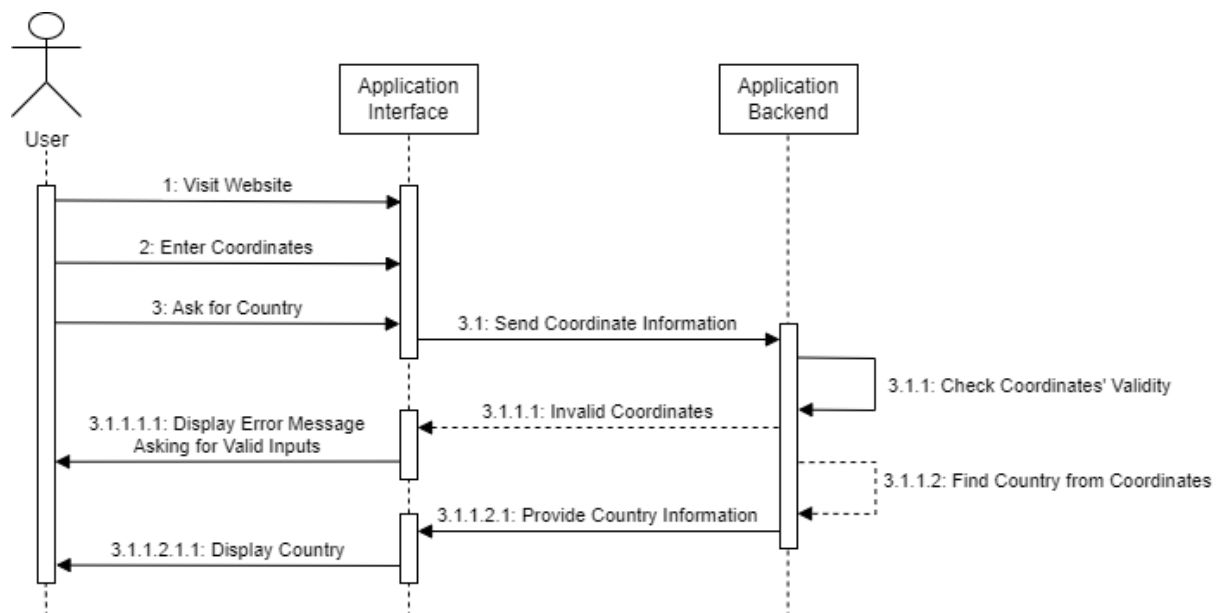 Application
Interface
Application
Backend
User
1: Visit Website
2: Enter Coordinates
3: Ask for Country
3.1: Send Coordinate Information
3.1.1: Check Coordinates' Validity
3.1.1.1: Invalid Coordinates
3.1.1.1.1: Display Error Message
Asking for Valid Inputs
3.1.1.2: Find Country from Coordinates
3.1.1.2.1: Provide Country Information
3.1.1.2.1.1: Display Country